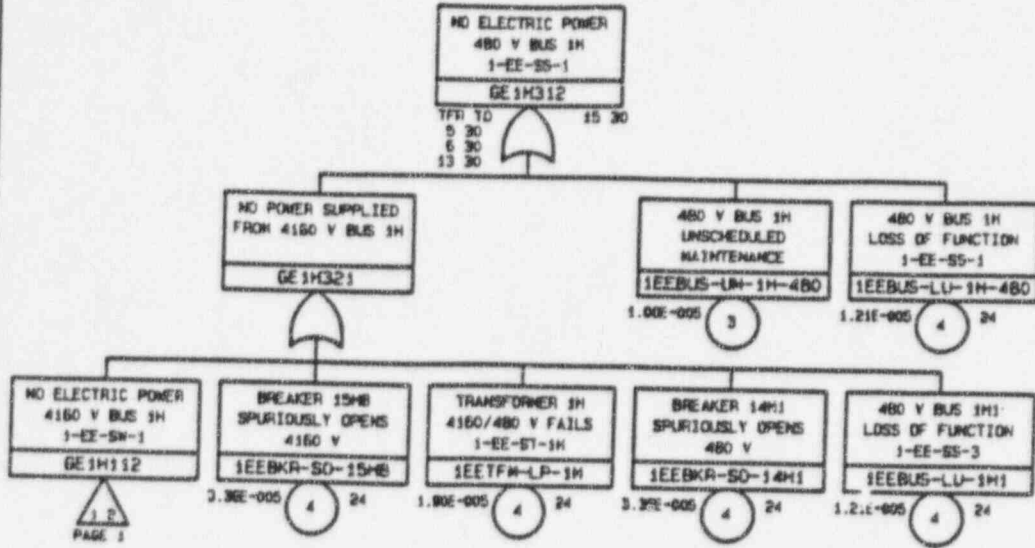 NO ELECTRIC POWER
480 V BUS 1H
1-EE-SS-1
GE1H312
TFR TO
5 30
6 30
13 30
15 30
NO POWER SUPPLIED
FROM 4160 V BUS 1H
GE1H321
480 V BUS 1H
UNSCHEDULED
MAINTENANCE
1EEBUS-UM-1H-480
1.00E-005
3
480 V BUS 1H
LOSS OF FUNCTION
1-EE-SS-1
1EEBUS-LU-1H-480
1.21E-005
4
24
NO ELECTRIC POWER
4160 V BUS 1H
1-EE-SW-1
GE1H112
1 2
PAGE 1
BREAKER 15H8
SPURIOUSLY OPENS
4160 V
1EEBKR-SO-15H8
4
24
TRANSFORMER 1H
4160/480 V FAILS
1-EE-ST-1H
1EETFM-LP-1H
1.90E-005
4
24
BREAKER 14H1
SPURIOUSLY OPENS
480 V
1EEBKR-SO-14H1
4
24
480 V BUS 1H1
LOSS OF FUNCTION
1-EE-SS-3
1EEBUS-LU-1H1
4
24